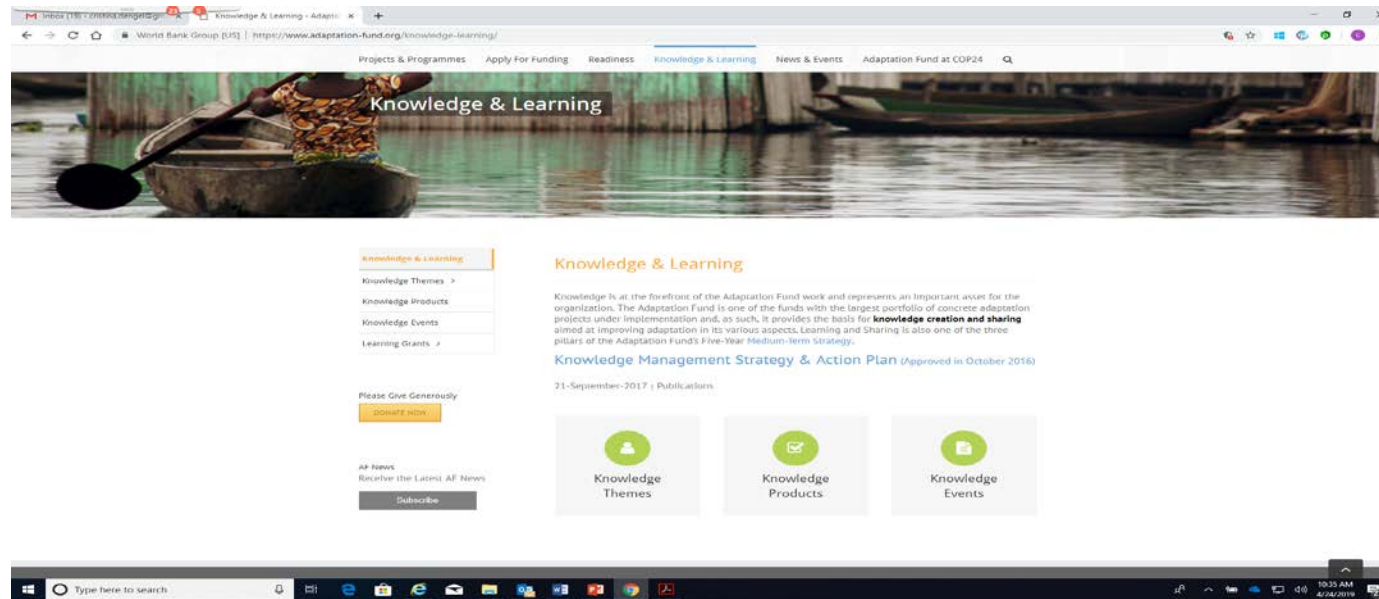 Knowledge & Learning - Adaptio
World Bank Group [US] | https://www.adaptation-fund.org/knowledge-learning/
Projects & Programmes Apply For Funding Readiness Knowledge & Learning News & Events Adaptation Fund at COP24
Knowledge & Learning
Knowledge & Learning
Knowledge Themes >
Knowledge Products
Knowledge Events
Learning Grants >
Please Give Generously
DONATE NOW
AF News
Receive the Latest AF News
Subscribe
Knowledge & Learning
Knowledge is at the forefront of the Adaptation Fund work and represents an important asset for the
organization. The Adaptation Fund is one of the funds with the largest portfolio of concrete adaptation
projects under implementation and, as such, it provides the basis for knowledge creation and sharing
aimed at improving adaptation in its various aspects. Learning and Sharing is also one of the three
pillars of the Adaptation Fund's Five-Year Medium-Term Strategy.
Knowledge Management Strategy & Action Plan (Approved in October 2016)
21-September-2017 | Publications
Knowledge
Themes
Knowledge
Products
Knowledge
Events
Type here to search
10:35 AM
4/24/2019